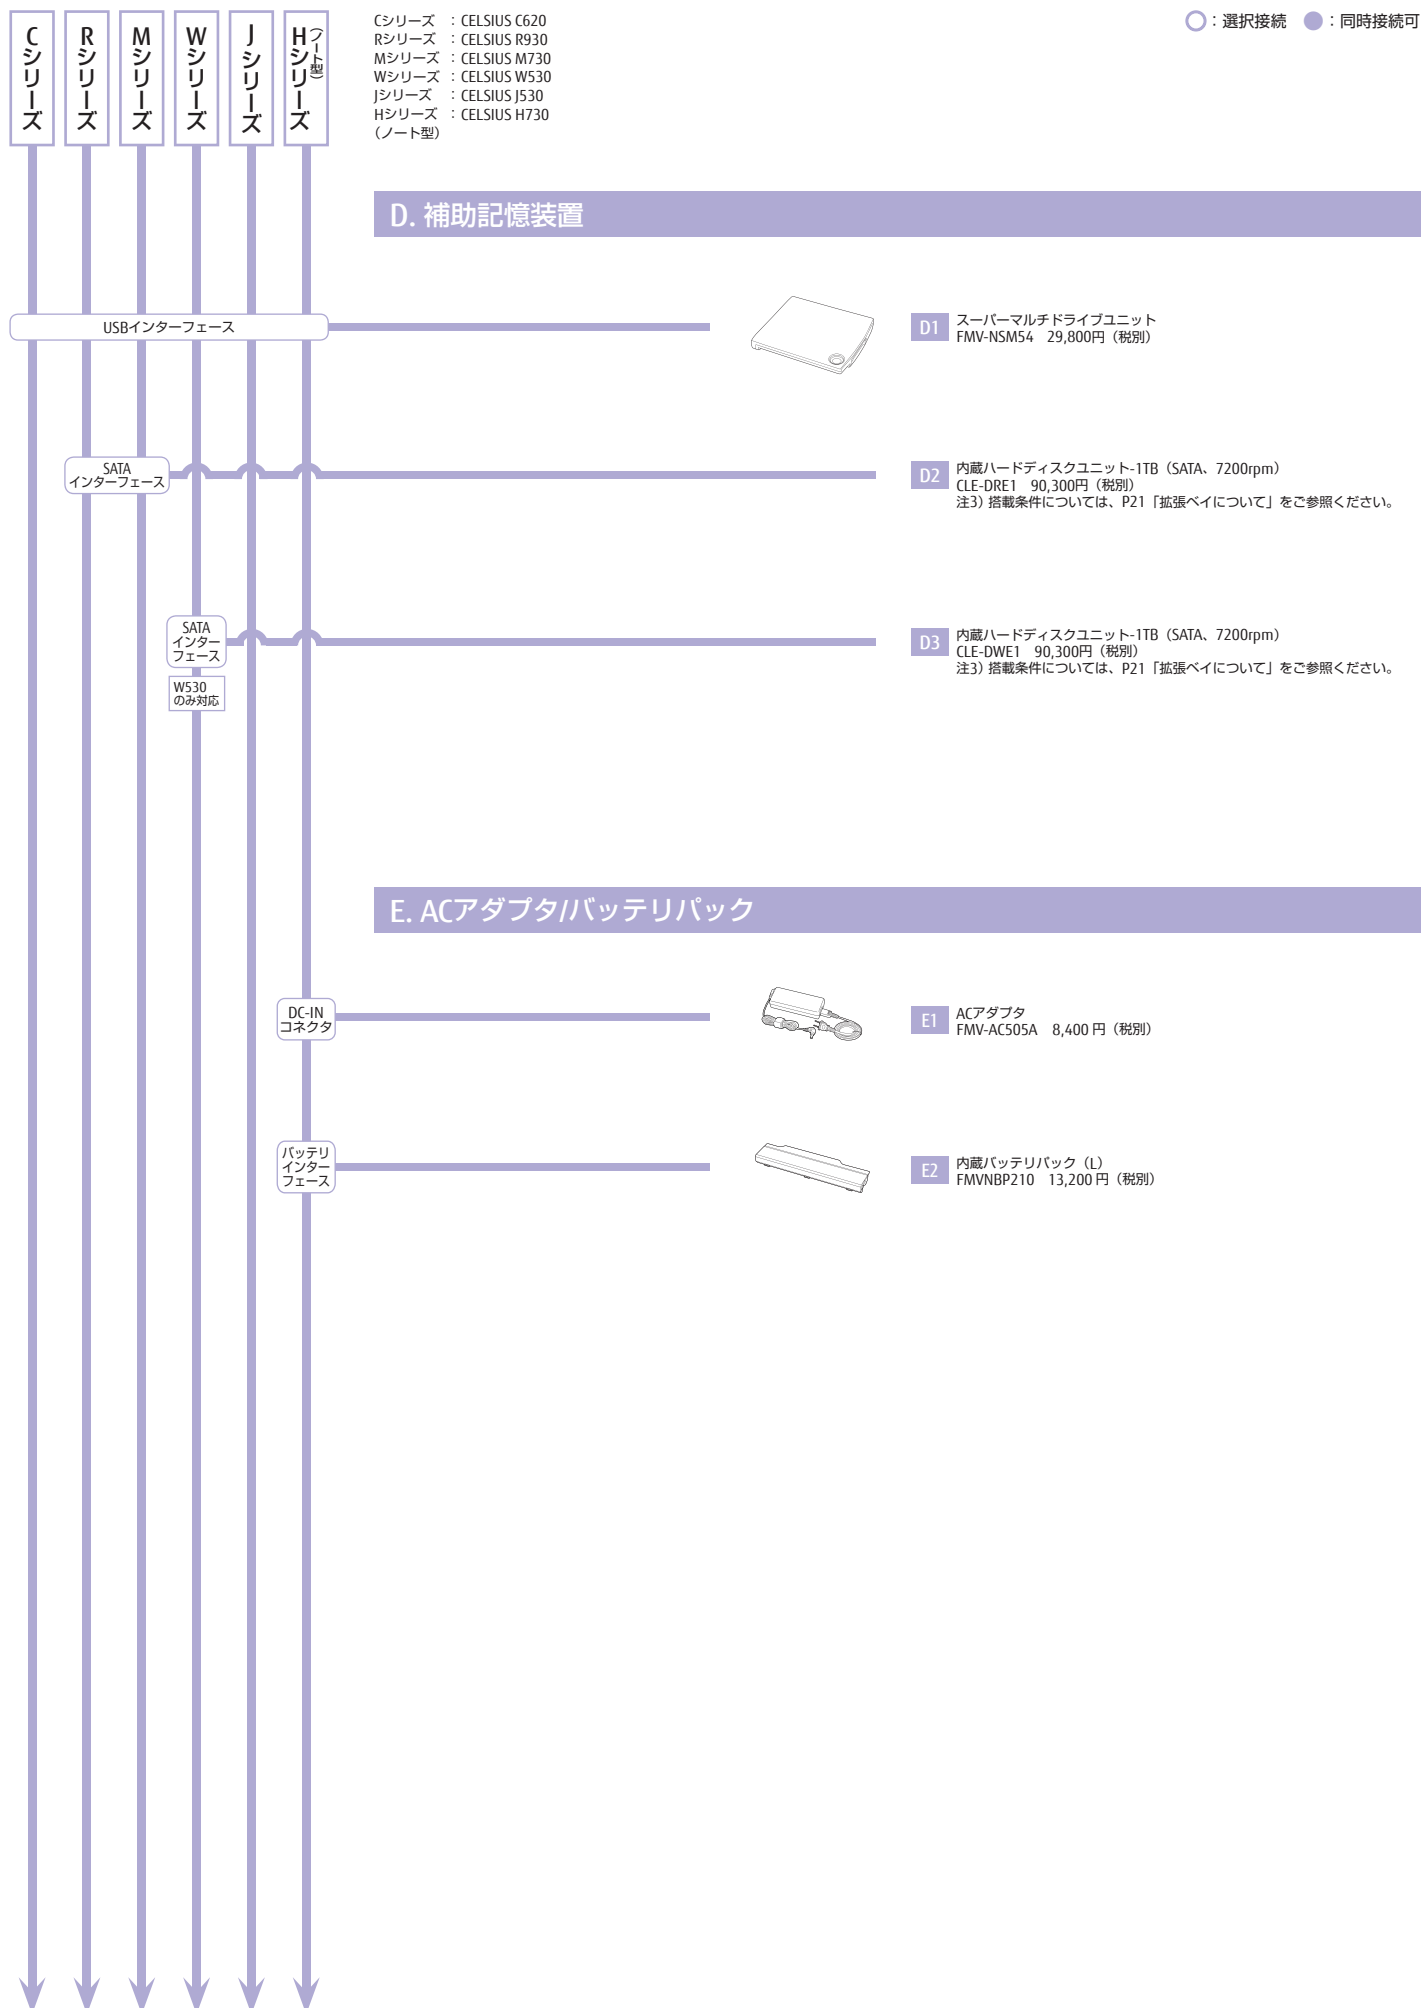 Cシリーズ
Rシリーズ
Mシリーズ
Wシリーズ
Jシリーズ
Hシリーズ
（ノート型）
Cシリーズ ：CELSIUS C620
Rシリーズ ：CELSIUS R930
Mシリーズ ：CELSIUS M730
Wシリーズ ：CELSIUS W530
Jシリーズ ：CELSIUS J530
Hシリーズ ：CELSIUS H730
（ノート型）
：選択接続 ：同時接続可
D. 補助記憶装置
USBインターフェース
D1 スーパーマルチドライブユニット
FMV-NSM54 29,800円（税別）
SATA
インターフェース
D2 内蔵ハードディスクユニット-1TB（SATA、7200rpm）
CLE-DRE1 90,300円（税別）
注3）搭載条件については、P21「拡張ベイについて」をご参照ください。
SATA
インター
フェース
W530
のみ対応
D3 内蔵ハードディスクユニット-1TB（SATA、7200rpm）
CLE-DWE1 90,300円（税別）
注3）搭載条件については、P21「拡張ベイについて」をご参照ください。
E. ACアダプタ/バッテリパック
DC-IN
コネクタ
E1 ACアダプタ
FMV-AC505A 8,400 円（税別）
バッテリ
インター
フェース
E2 内蔵バッテリパック（L）
FMVNBP210 13,200 円（税別）